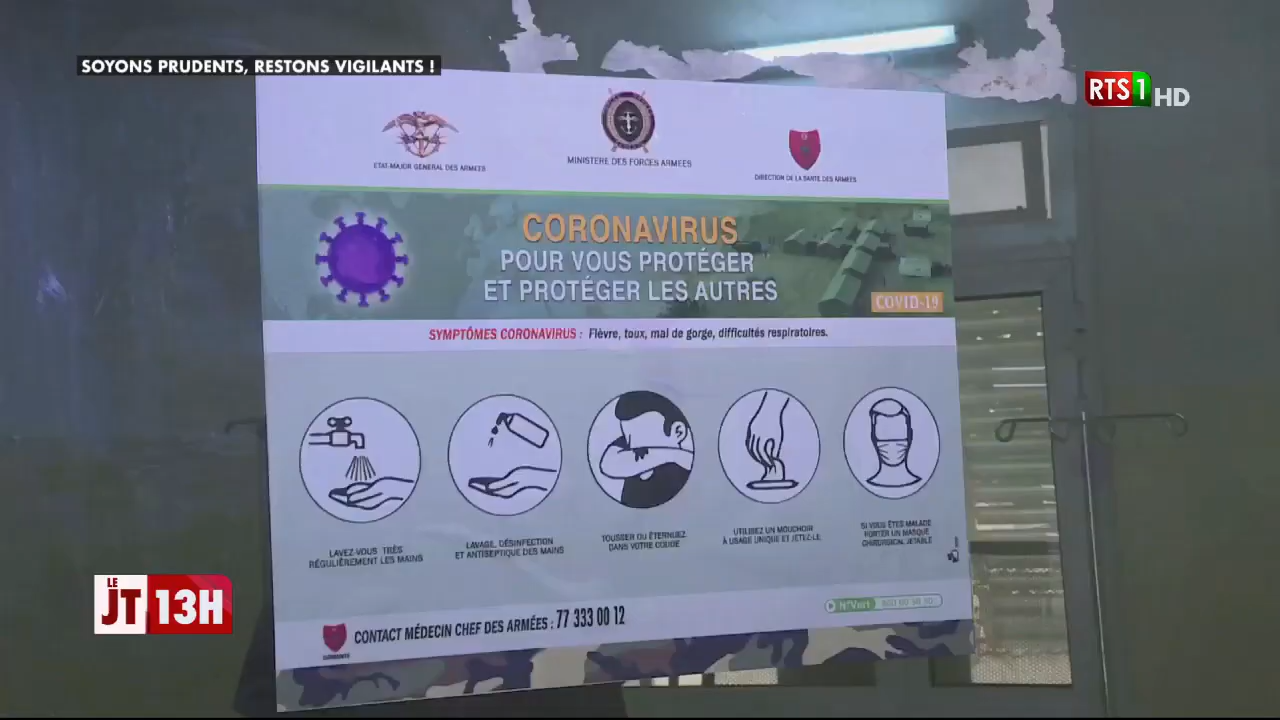 SOYONS PRUDENTS, RESTONS VIGILANTS !
RTS1 HD
ETAT-MAJOR GENERAL DES ARMEES
MINISTERE DES FORCES ARMEES
DIRECTION DE LA SANTE DES ARMEES
CORONAVIRUS
POUR VOUS PROTÉGER
ET PROTÉGER LES AUTRES
COVID-19
SYMPTÔMES CORONAVIRUS : Fièvre, toux, mal de gorge, difficultés respiratoires.
LAVEZ-VOUS TRÈS
RÉGULIÈREMENT LES MAINS
LAVAGE, DÉSINFECTION
ET ANTISEPTIQUE DES MAINS
TOUSSER OU ÉTERNUEZ
DANS VOTRE COUDE
UTILISEZ UN MOUCHOIR
À USAGE UNIQUE ET JETEZ-LE
SI VOUS ÊTES MALADE
PORTER UN MASQUE
CHIRURGICAL JETABLE
N°Vert
CONTACT MÉDECIN CHEF DES ARMÉES : 77 333 00 12
LE
JT 13H